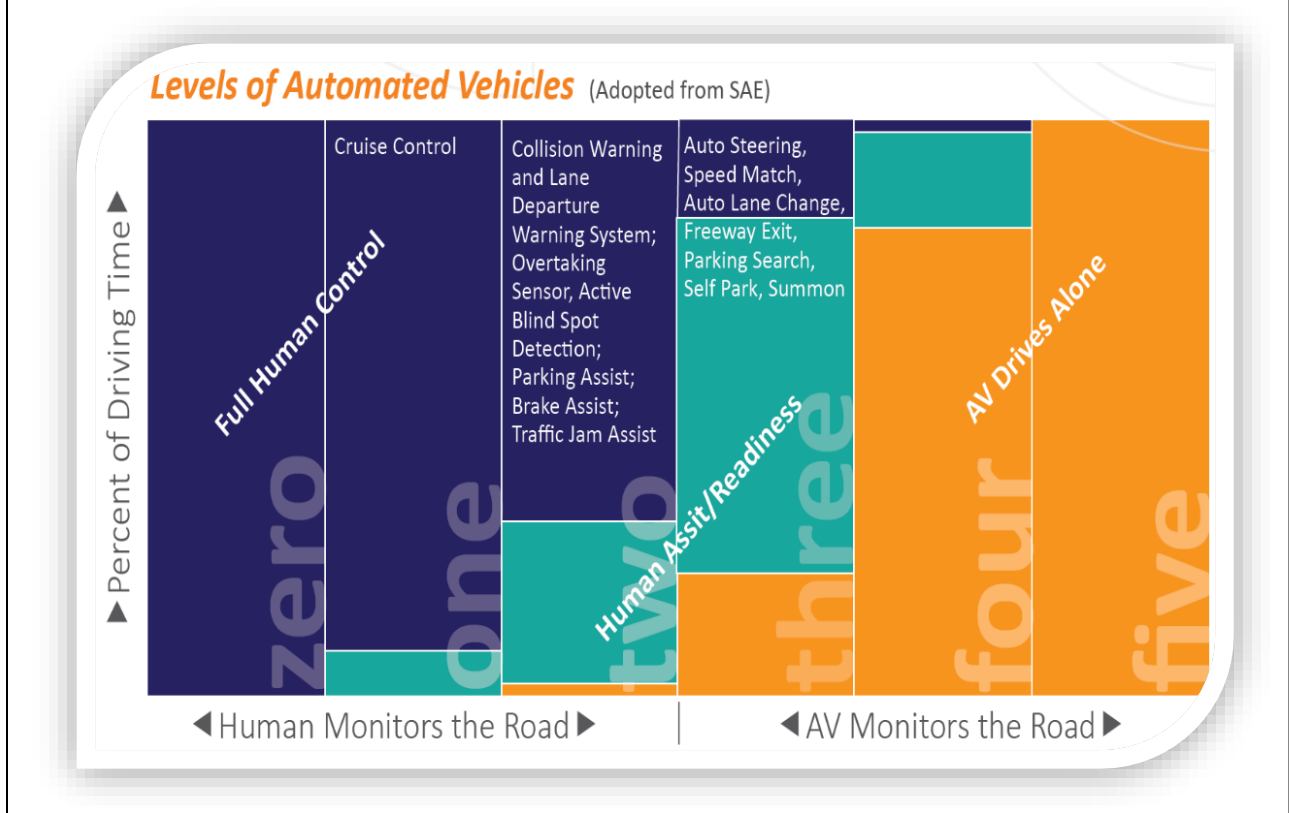 Levels of Automated Vehicles (Adopted from SAE)
◀Percent of Driving Time▶
Full Human Control
zero
Cruise Control
one
Collision Warning
and Lane
Departure
Warning System;
Overtaking
Sensor, Active
Blind Spot
Detection;
Parking Assist;
Brake Assist;
Traffic Jam Assist
two
Human Assit/Readiness
Auto Steering,
Speed Match,
Auto Lane Change,
Freeway Exit,
Parking Search,
Self Park, Summon
three
four
AV Drives Alone
five
◀Human Monitors the Road▶
◀AV Monitors the Road▶